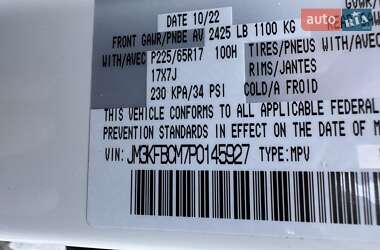 auto RIA
DATE 10/22
GVWR/
FRONT GAWR/PNBE AV 2425 LB 1100 KG
WITH/AVEC P225/65R17 100H TIRES/PNEUS WITH/AVEC
17X7J RIMS/JANTES
230 KPA/34 PSI COLD/A FROID
THIS VEHICLE CONFORMS TO ALL APPLICABLE FEDERAL
PREVENTION STANDARDS IN EFFECT ON THE DATE OF M
VIN: JM3KFBCM7P0145927 TYPE: MPV